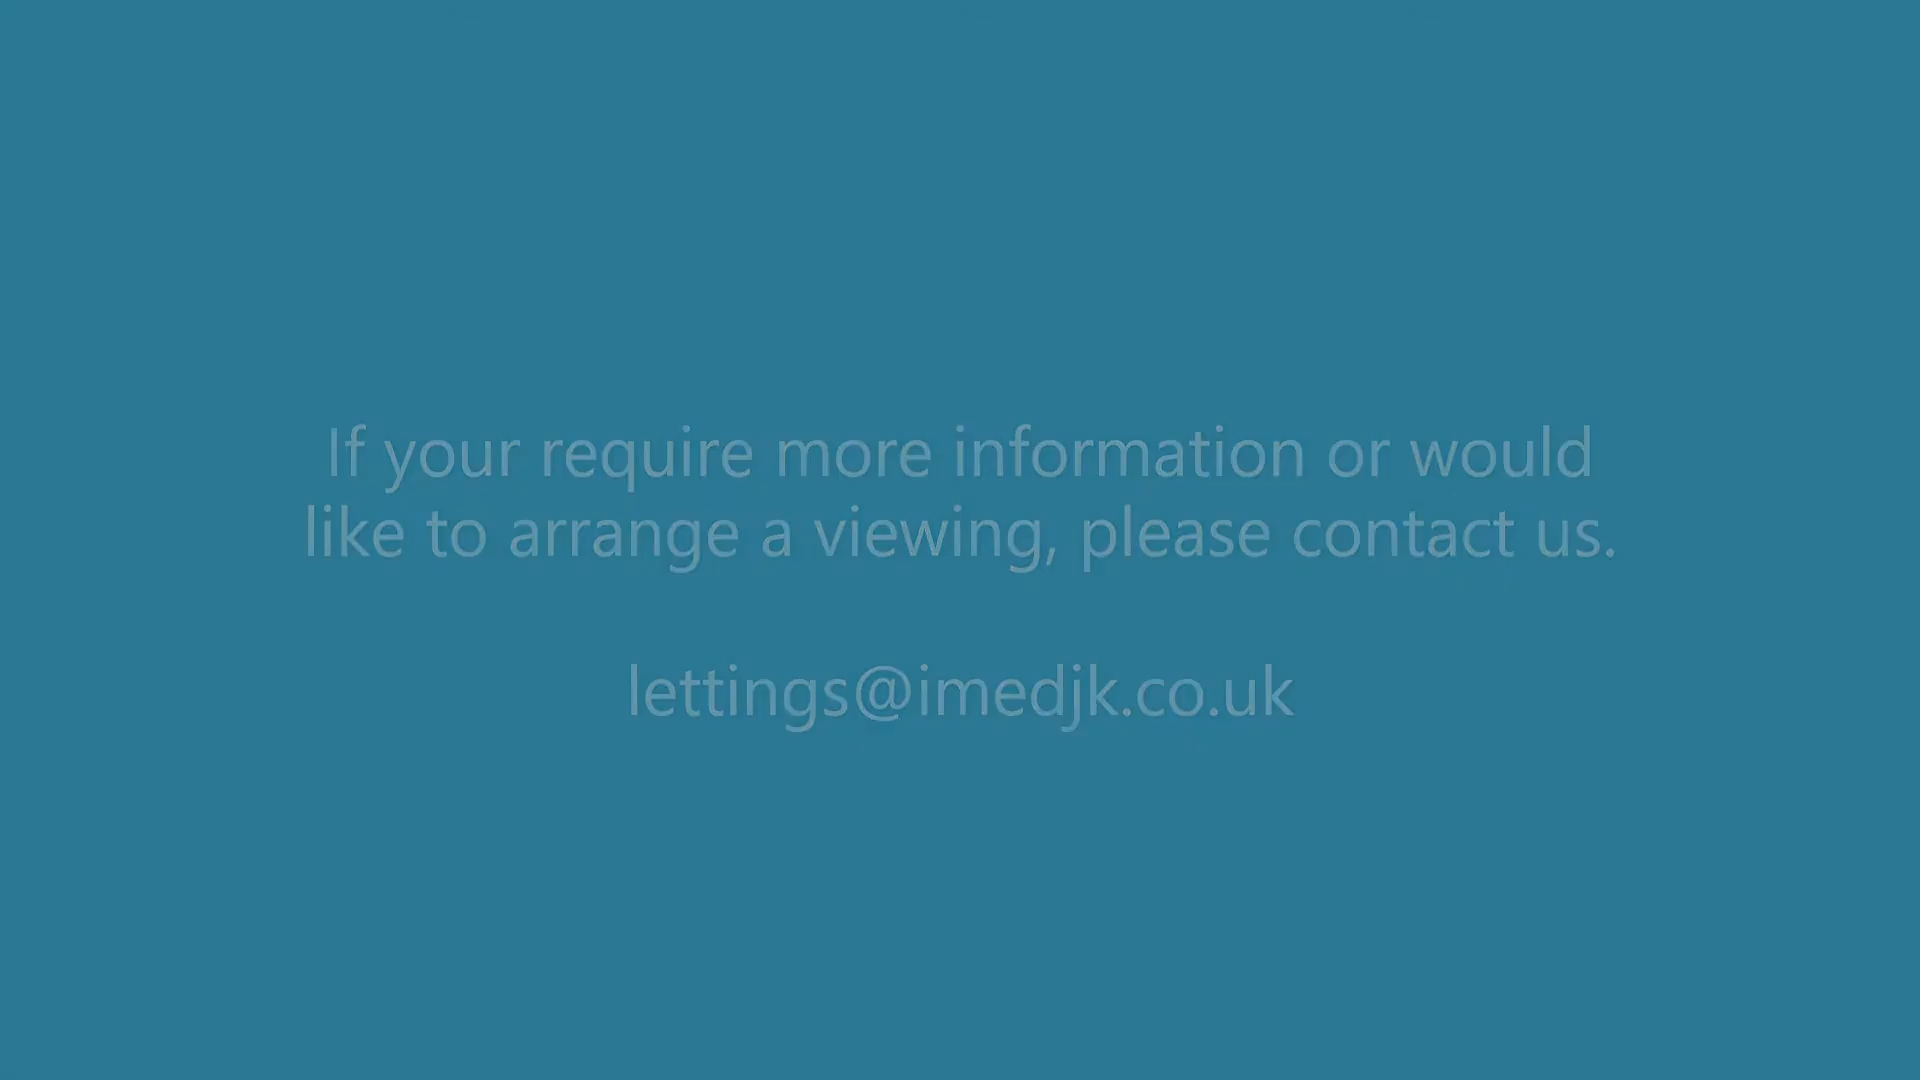 If your require more information or would
like to arrange a viewing, please contact us.
lettings@imedjk.co.uk